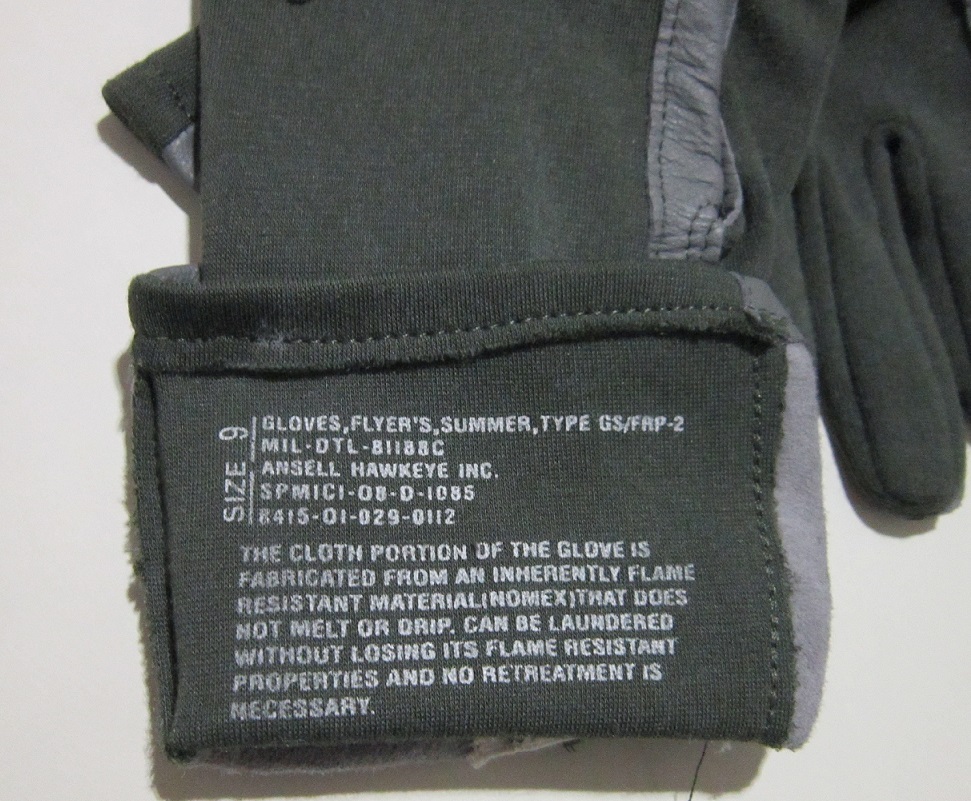 SIZE 9
GLOVES,FLYER'S,SUMMER,TYPE GS/FRP-2
MIL-DTL-81188C
ANSELL HAWKEYE INC.
SPM1C1-08-D-1085
8415-01-029-0112
THE CLOTH PORTION OF THE GLOVE IS
FABRICATED FROM AN INHERENTLY FLAME
RESISTANT MATERIAL(NOMEX)THAT DOES
NOT MELT OR DRIP. CAN BE LAUNDERED
WITHOUT LOSING ITS FLAME RESISTANT
PROPERTIES AND NO RETREATMENT IS
NECESSARY.